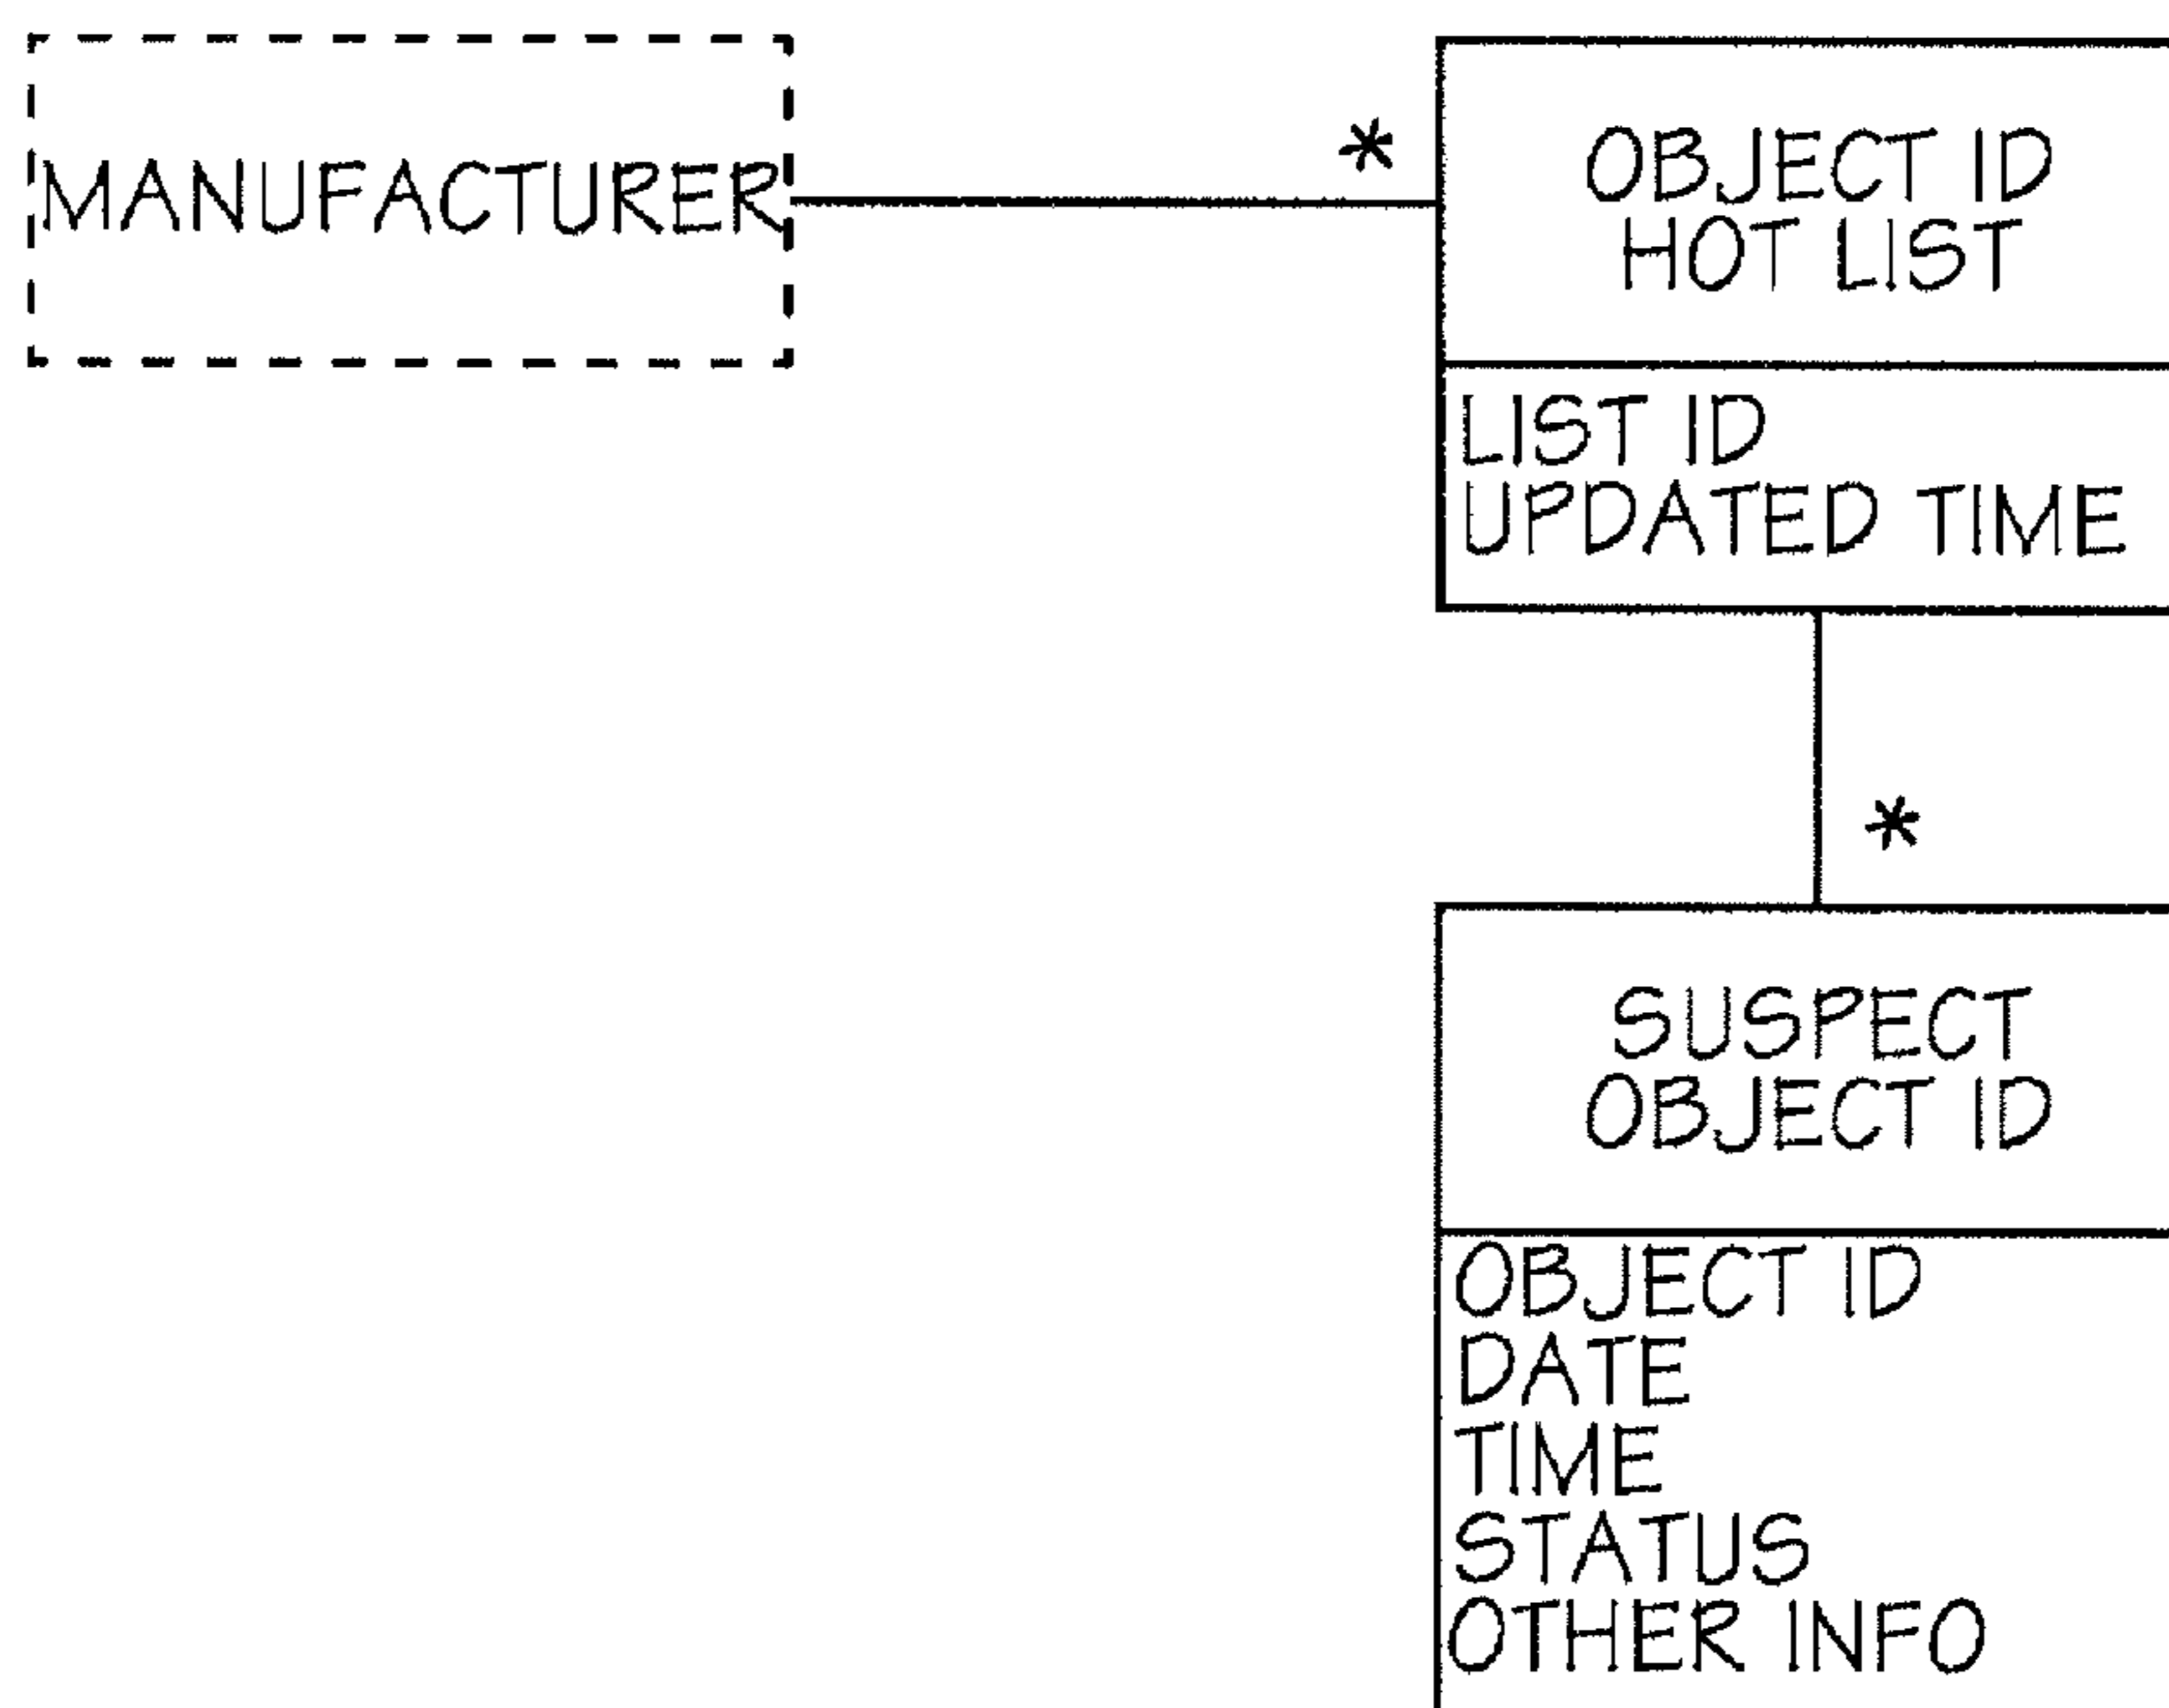 MANUFACTURER
*
OBJECT ID
HOT LIST
LIST ID
UPDATED TIME
*
SUSPECT
OBJECT ID
OBJECT ID
DATE
TIME
STATUS
OTHER INFO